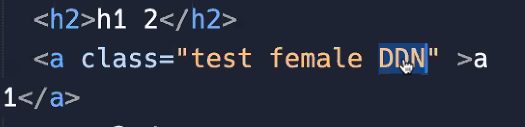 <h2>h1 2</h2>
<a class="test female DDN" >a
1</a>